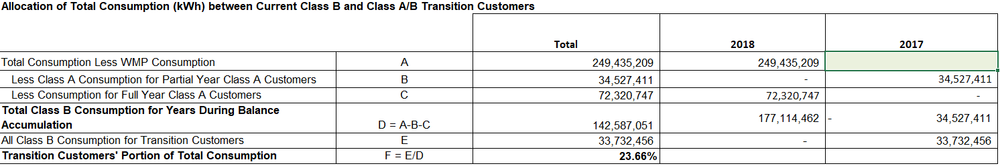 Allocation of Total Consumption (kWh) between Current Class B and Class A/B Transition Customers
Total 2018 2017
Total Consumption Less WMP Consumption A 249,435,209 249,435,209
Less Class A Consumption for Partial Year Class A Customers B 34,527,411 - 34,527,411
Less Consumption for Full Year Class A Customers C 72,320,747 72,320,747 -
Total Class B Consumption for Years During Balance
Accumulation D = A-B-C 142,587,051 177,114,462 - 34,527,411
All Class B Consumption for Transition Customers E 33,732,456 - 33,732,456
Transition Customers' Portion of Total Consumption F = E/D 23.66%